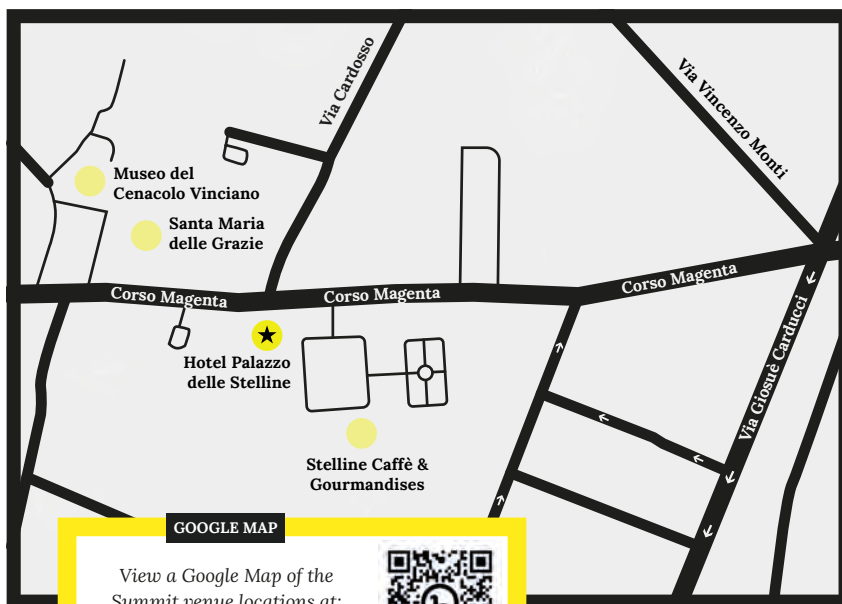 Via Cardosso
Via Vincenzo Monti
Museo del
Cenacolo Vinciano
Santa Maria
delle Grazie
Corso Magenta
Corso Magenta
Corso Magenta
Via Giosuè Carducci
Hotel Palazzo
delle Stelline
Stelline Caffè &
Gourmandises
GOOGLE MAP
View a Google Map of the
Summit venue locations at: